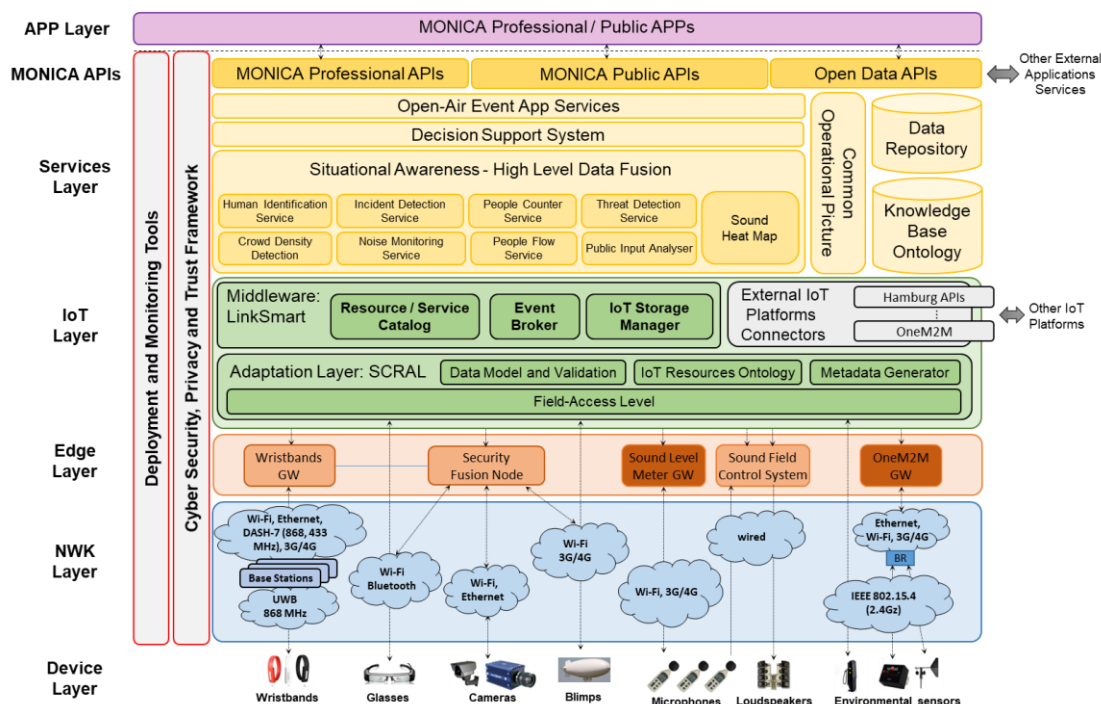 APP Layer
MONICA Professional / Public APPs
MONICA APIs
MONICA Professional APIs
MONICA Public APIs
Open Data APIs
Other External
Applications
Services
Deployment and Monitoring Tools
Cyber Security, Privacy and Trust Framework
Services
Layer
Open-Air Event App Services
Decision Support System
Situational Awareness - High Level Data Fusion
Human Identification
Service
Incident Detection
Service
People Counter
Service
Threat Detection
Service
Crowd Density
Detection
Noise Monitoring
Service
People Flow
Service
Public Input Analyser
Sound
Heat Map
Common
Operational Picture
Data
Repository
Knowledge
Base
Ontology
IoT
Layer
Middleware:
LinkSmart
Resource / Service
Catalog
Event
Broker
IoT Storage
Manager
External IoT
Platforms
Connectors
Hamburg APIs
OneM2M
Other IoT
Platforms
Adaptation Layer: SCRAL
Data Model and Validation
IoT Resources Ontology
Metadata Generator
Field-Access Level
Edge
Layer
Wristbands
GW
Security
Fusion Node
Sound Level
Meter GW
Sound Field
Control System
OneM2M
GW
NWK
Layer
Wi-Fi, Ethernet,
DASH-7 (868, 433
MHz), 3G/4G
Base Stations
UWB
868 MHz
Wi-Fi
Bluetooth
Wi-Fi,
Ethernet
Wi-Fi
3G/4G
Wi-Fi, 3G/4G
wired
Ethernet,
Wi-Fi, 3G/4G
BR
IEEE 802.15.4
(2.4Gz)
Device
Layer
Wristbands
Glasses
Cameras
Blimps
Microphones
Loudspeakers
Environmental sensors